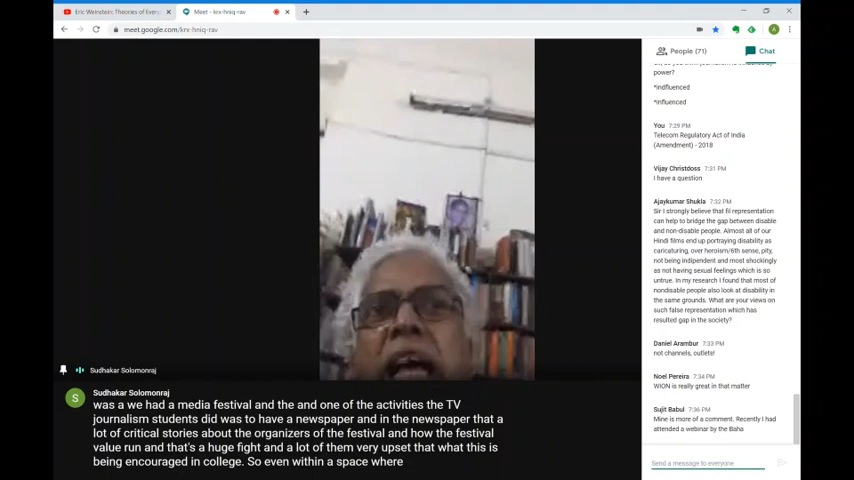 Eric Weinstein: Theories of Every
Meet - krx-hniq-rav
meet.google.com/krx-hniq-rav
A
People (71)
Chat
power?
*indfluenced
*influenced
You 7:29 PM
Telecom Regulatory Act of India
(Amendment) - 2018
Vijay Christdoss 7:31 PM
I have a question
Ajaykumar Shukla 7:32 PM
Sir I strongly believe that fil representation
can help to bridge the gap between disable
and non-disable people. Almost all of our
Hindi films end up portraying disability as
caricaturing, over heroism/6th sense, pity,
not being indipendent and most shockingly
as not having sexual feelings which is so
untrue. In my research I found that most of
nondisable people also look at disability in
the same grounds. What are your views on
such false representation which has
resulted gap in the society?
Daniel Arambur 7:33 PM
not channels, outlets!
Noel Pereira 7:34 PM
WION is really great in that matter
Sujit Babul 7:36 PM
Mine is more of a comment. Recently I had
attended a webinar by the Baha
Send a message to everyone
Sudhakar Solomonraj
S
Sudhakar Solomonraj
was a we had a media festival and the and one of the activities the TV
journalism students did was to have a newspaper and in the newspaper that a
lot of critical stories about the organizers of the festival and how the festival
value run and that's a huge fight and a lot of them very upset that what this is
being encouraged in college. So even within a space where